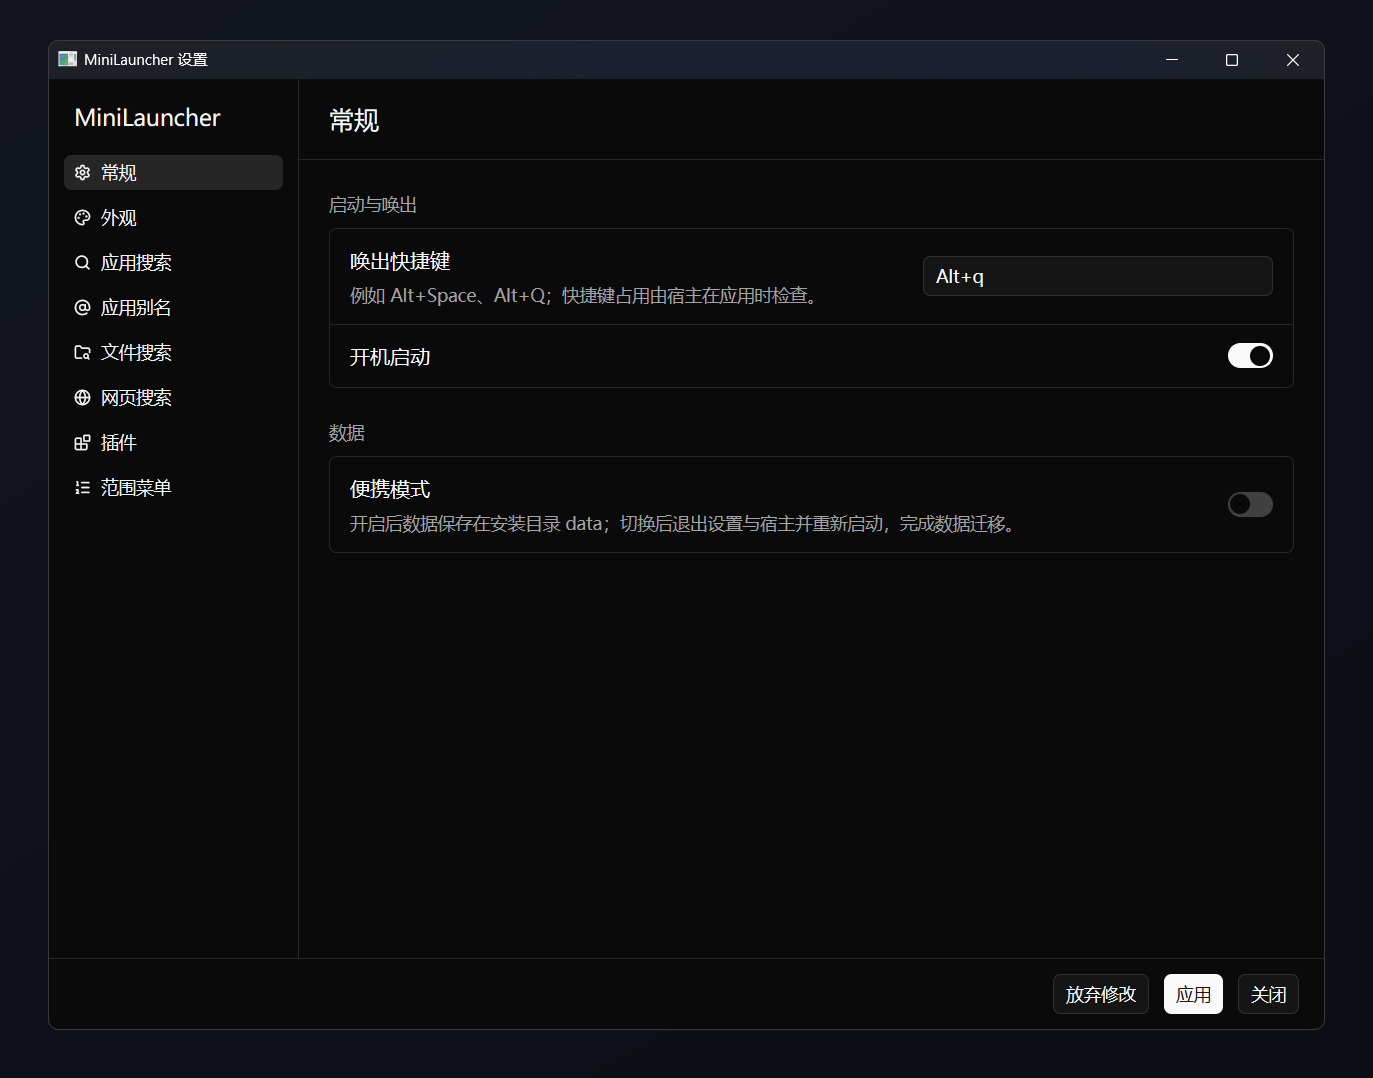 MiniLauncher 设置
MiniLauncher
常规
外观
应用搜索
应用别名
文件搜索
网页搜索
插件
范围菜单
常规
启动与唤出
唤出快捷键
例如 Alt+Space、Alt+Q；快捷键占用由宿主在应用时检查。
Alt+q
开机启动
数据
便携模式
开启后数据保存在安装目录 data；切换后退出设置与宿主并重新启动，完成数据迁移。
放弃修改
应用
关闭